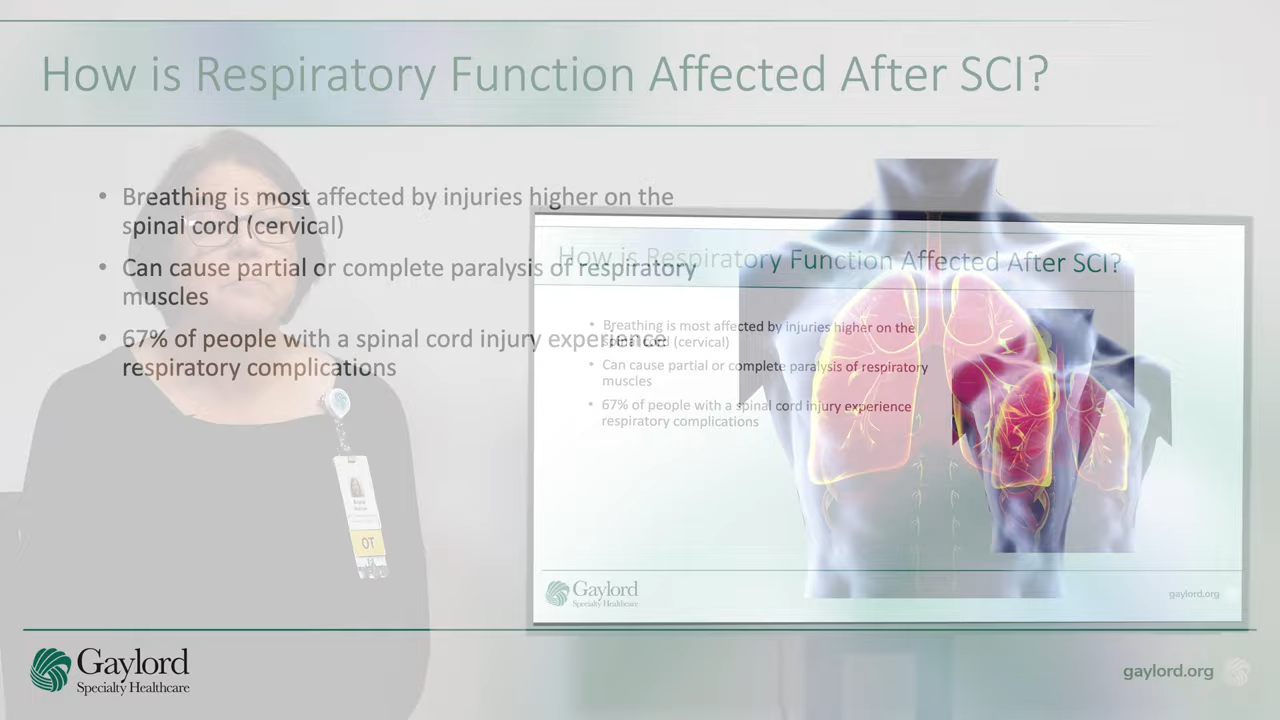 How is Respiratory Function Affected After SCI?
• Breathing is most affected by injuries higher on the
spinal cord (cervical)
• Can cause partial or complete paralysis of respiratory
muscles
• 67% of people with a spinal cord injury experience
respiratory complications
How is Respiratory Function Affected After SCI?
• Breathing is most affected by injuries higher on the
spinal cord (cervical)
• Can cause partial or complete paralysis of respiratory
muscles
• 67% of people with a spinal cord injury experience
respiratory complications
Gaylord
Specialty Healthcare
gaylord.org
OT
Gaylord
Specialty Healthcare
gaylord.org